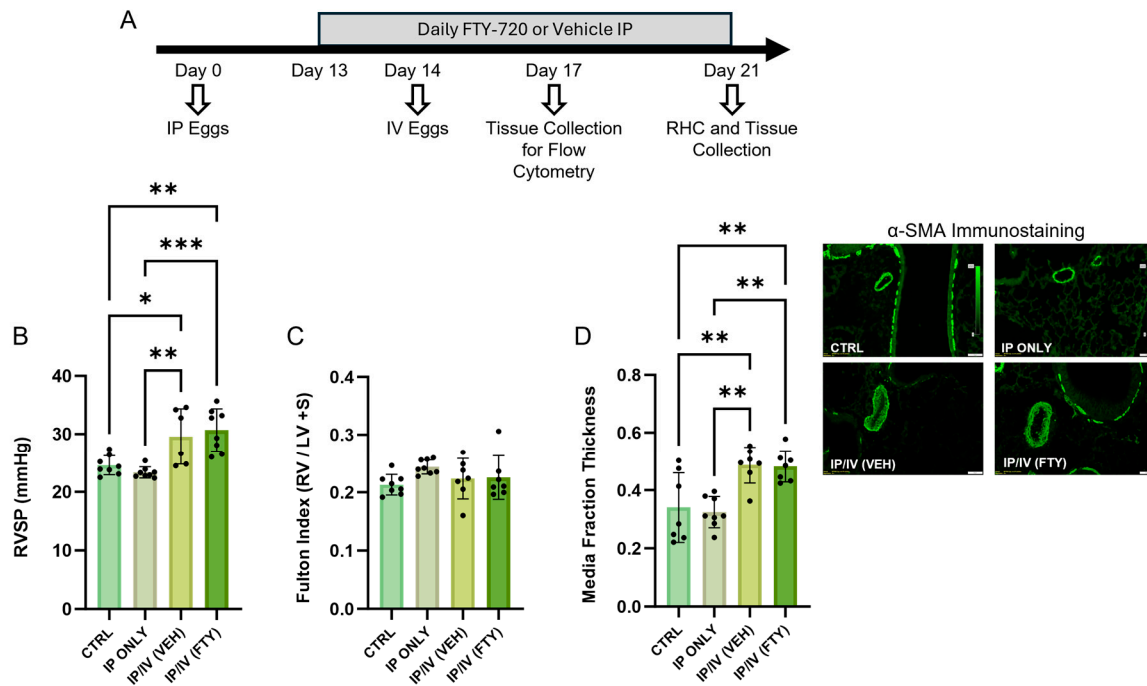 A
Daily FTY-720 or Vehicle IP
Day 0
Day 13
Day 14
Day 17
Day 21
IP Eggs
IV Eggs
Tissue Collection
for Flow
Cytometry
RHC and Tissue
Collection
B
**
***
*
**
RVSP (mmHg)
40
30
20
10
0
CTRL
IP ONLY
IP/IV (VEH)
IP/IV (FTY)
C
Fulton Index (RV / LV +S)
0.4
0.3
0.2
0.1
0.0
CTRL
IP ONLY
IP/IV (VEH)
IP/IV (FTY)
D
**
**
**
**
Media Fraction Thickness
0.8
0.6
0.4
0.2
0.0
CTRL
IP ONLY
IP/IV (VEH)
IP/IV (FTY)
α-SMA Immunostaining
CTRL
IP ONLY
IP/IV (VEH)
IP/IV (FTY)